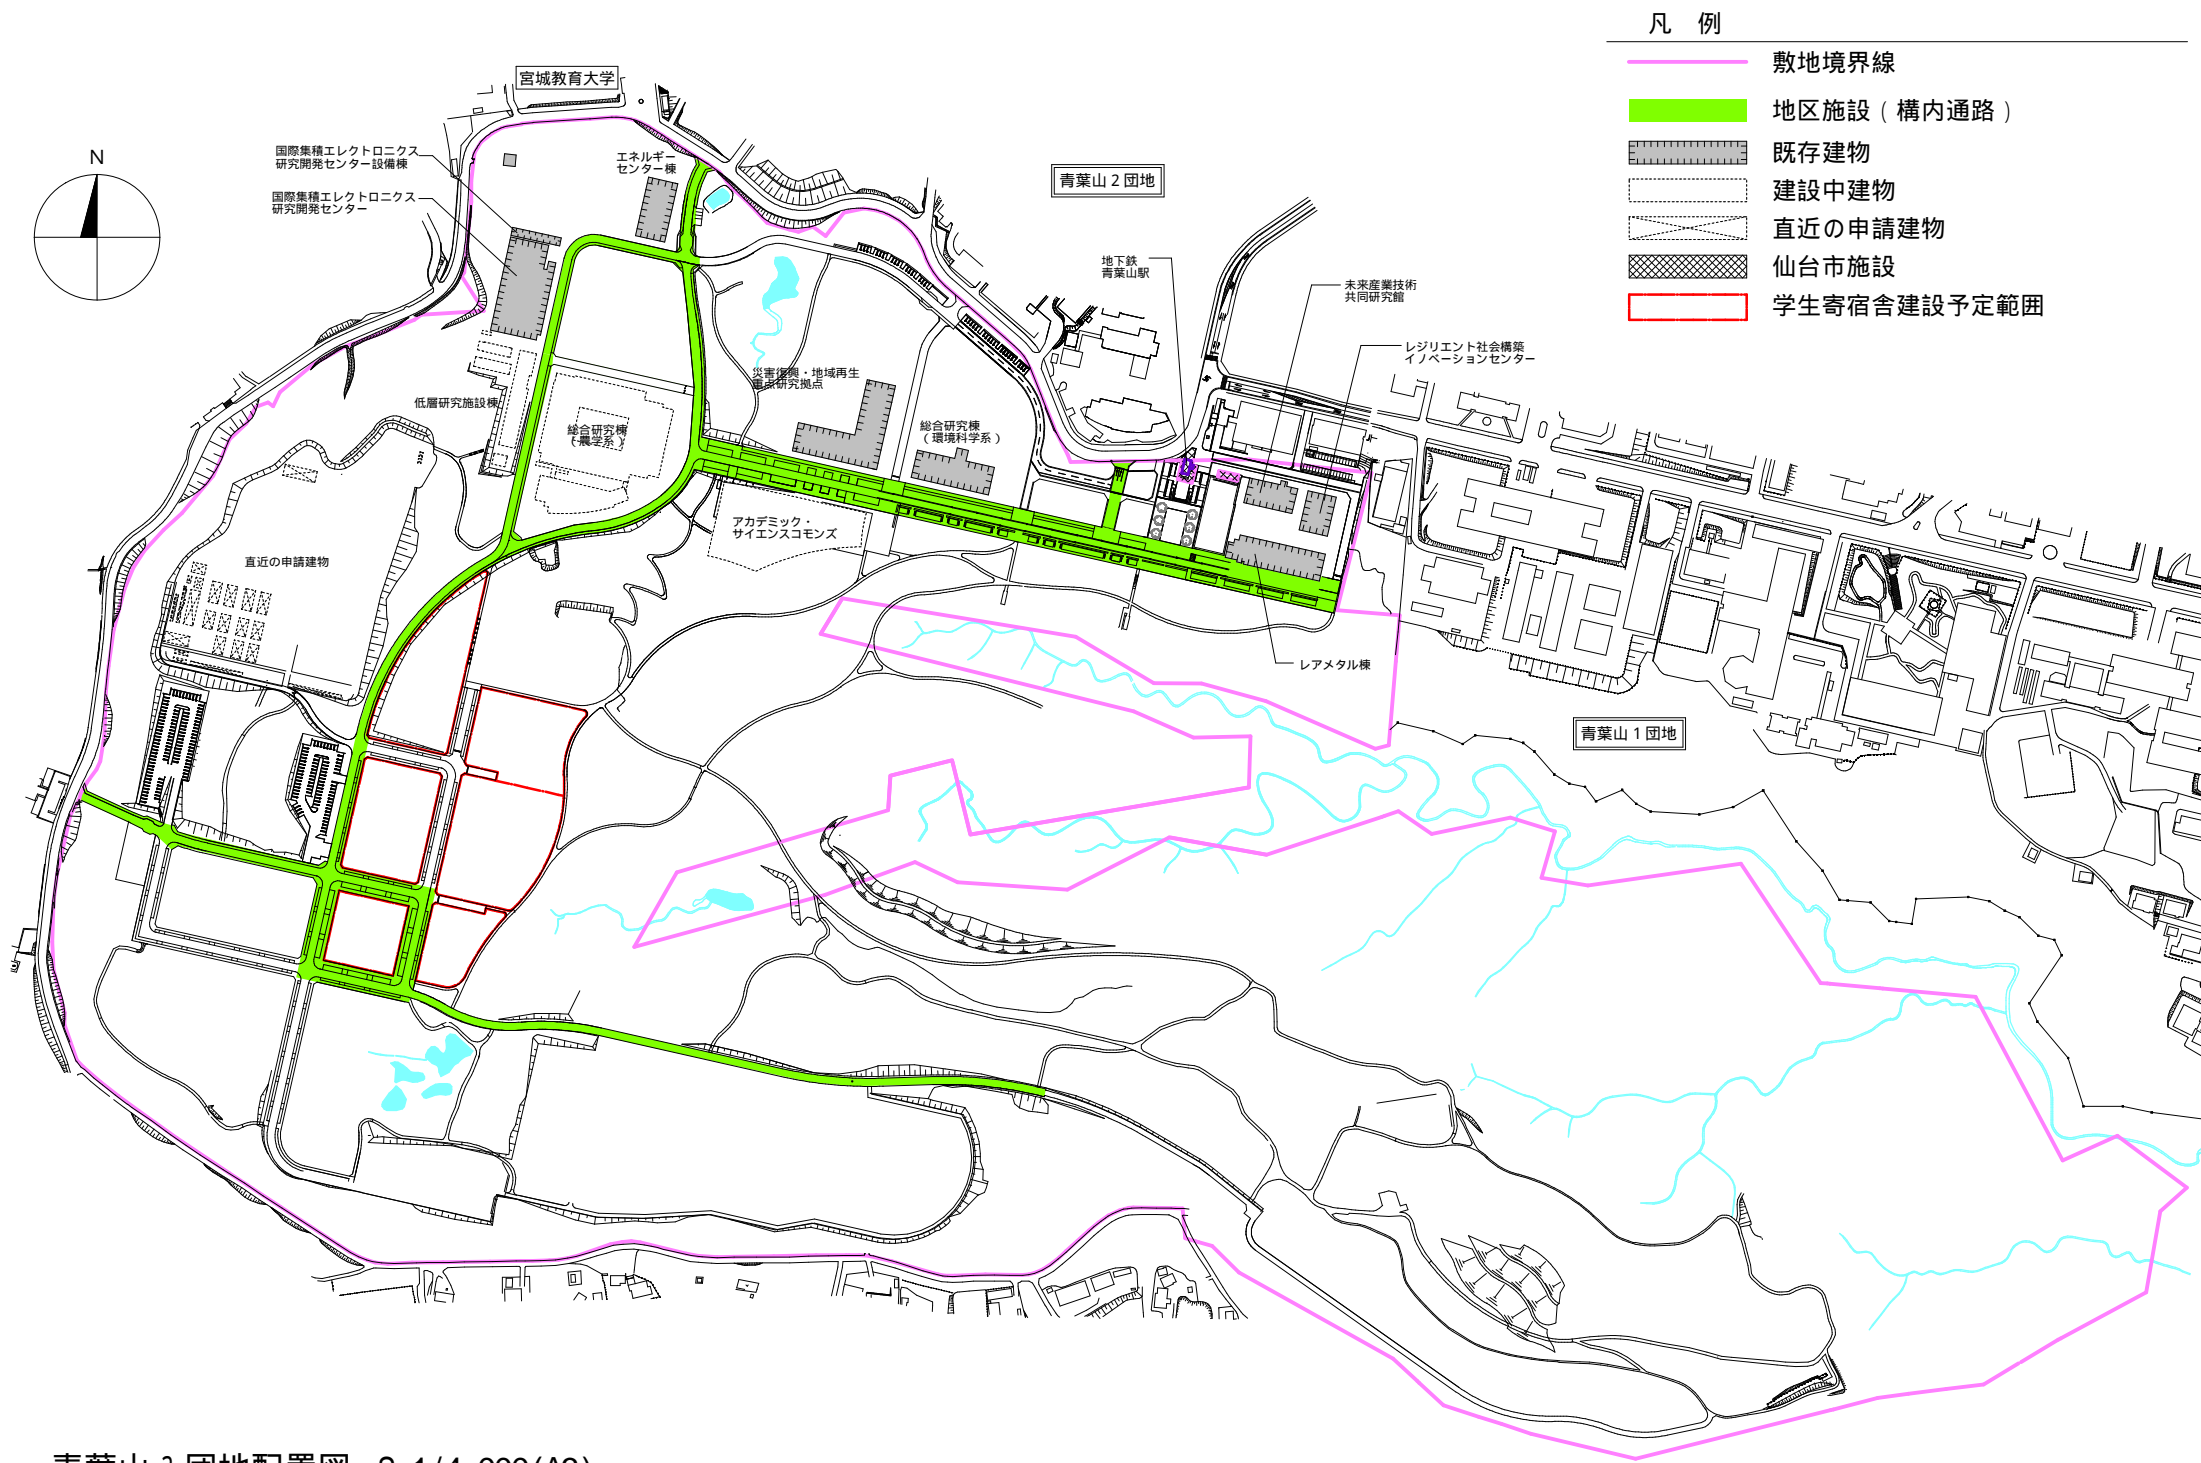 凡 例
敷地境界線
地区施設（構内通路）
既存建物
建設中建物
直近の申請建物
仙台市施設
学生寄宿舎建設予定範囲
宮城教育大学
N
国際集積エレクトロニクス
研究開発センター設備棟
国際集積エレクトロニクス
研究開発センター
エネルギー
センター棟
青葉山２団地
地下鉄
青葉山駅
未来産業技術
共同研究館
レジリエント社会構築
イノベーションセンター
災害復興・地域再生
重点研究拠点
低層研究施設棟
総合研究棟
（農学系）
総合研究棟
（環境科学系）
アカデミック・
サイエンスコモンズ
直近の申請建物
レアメタル棟
青葉山１団地